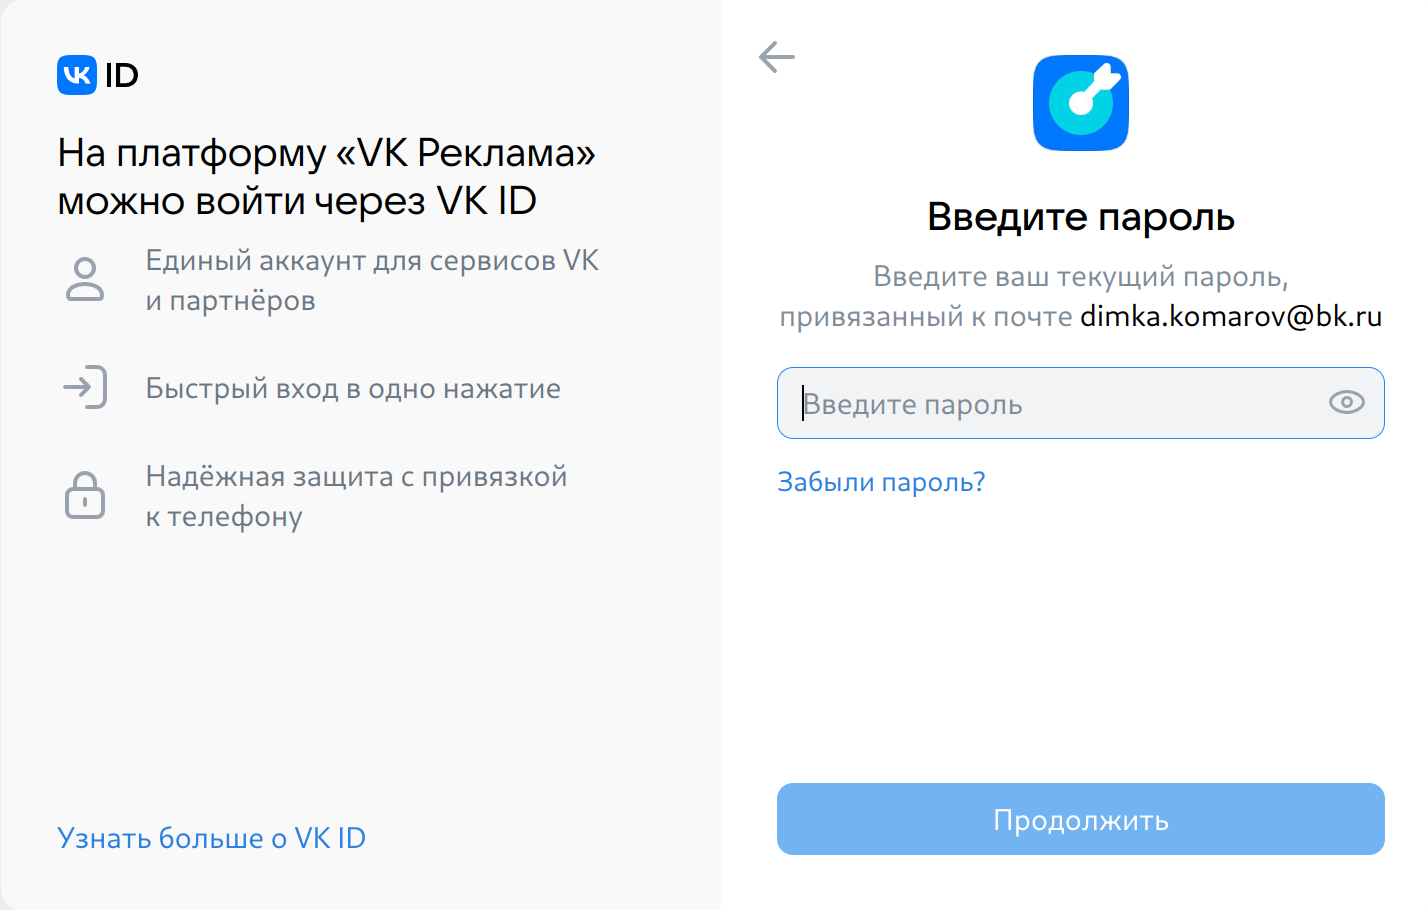 VK ID
На платформу «VK Реклама»
можно войти через VK ID
Единый аккаунт для сервисов VK
и партнёров
Быстрый вход в одно нажатие
Надёжная защита с привязкой
к телефону
Узнать больше о VK ID
Введите пароль
Введите ваш текущий пароль,
привязанный к почте dimka.komarov@bk.ru
Введите пароль
Забыли пароль?
Продолжить